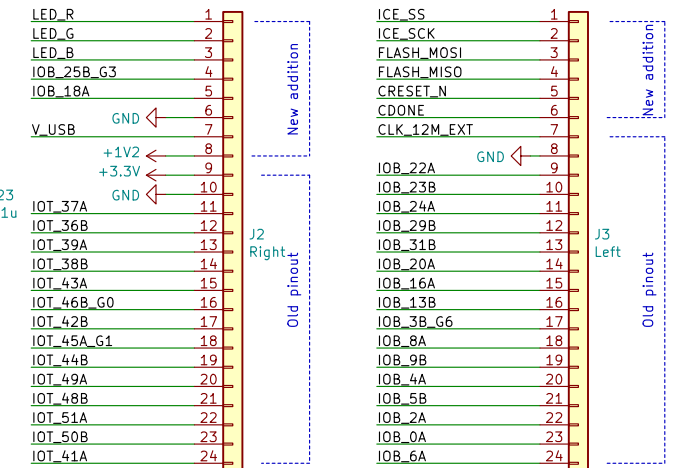 LED_R 1
LED_G 2
LED_B 3
IOB_25B_G3 4
IOB_18A 5
GND 6
V_USB 7
+1V2 8
+3.3V 9
GND 10
IOT_37A 11
IOT_36B 12
IOT_39A 13
IOT_38B 14
IOT_43A 15
IOT_46B_G0 16
IOT_42B 17
IOT_45A_G1 18
IOT_44B 19
IOT_49A 20
IOT_48B 21
IOT_51A 22
IOT_50B 23
IOT_41A 24
23
1u
J2
Right
New addition
Old pinout
ICE_SS 1
ICE_SCK 2
FLASH_MOSI 3
FLASH_MISO 4
CRESET_N 5
CDONE 6
CLK_12M_EXT 7
GND 8
IOB_22A 9
IOB_23B 10
IOB_24A 11
IOB_29B 12
IOB_31B 13
IOB_20A 14
IOB_16A 15
IOB_13B 16
IOB_3B_G6 17
IOB_8A 18
IOB_9B 19
IOB_4A 20
IOB_5B 21
IOB_2A 22
IOB_0A 23
IOB_6A 24
J3
Left
New addition
Old pinout